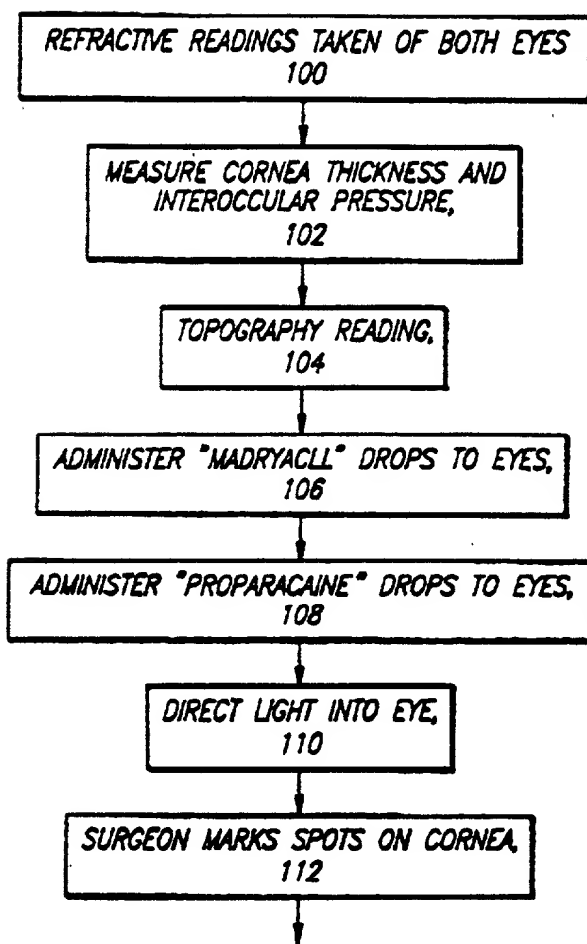 REFRACTIVE READINGS TAKEN OF BOTH EYES
100
MEASURE CORNEA THICKNESS AND
INTEROCCULAR PRESSURE,
102
TOPOGRAPHY READING,
104
ADMINISTER "MADRYACLL" DROPS TO EYES,
106
ADMINISTER "PROPARACAINE" DROPS TO EYES,
108
DIRECT LIGHT INTO EYE,
110
SURGEON MARKS SPOTS ON CORNEA,
112